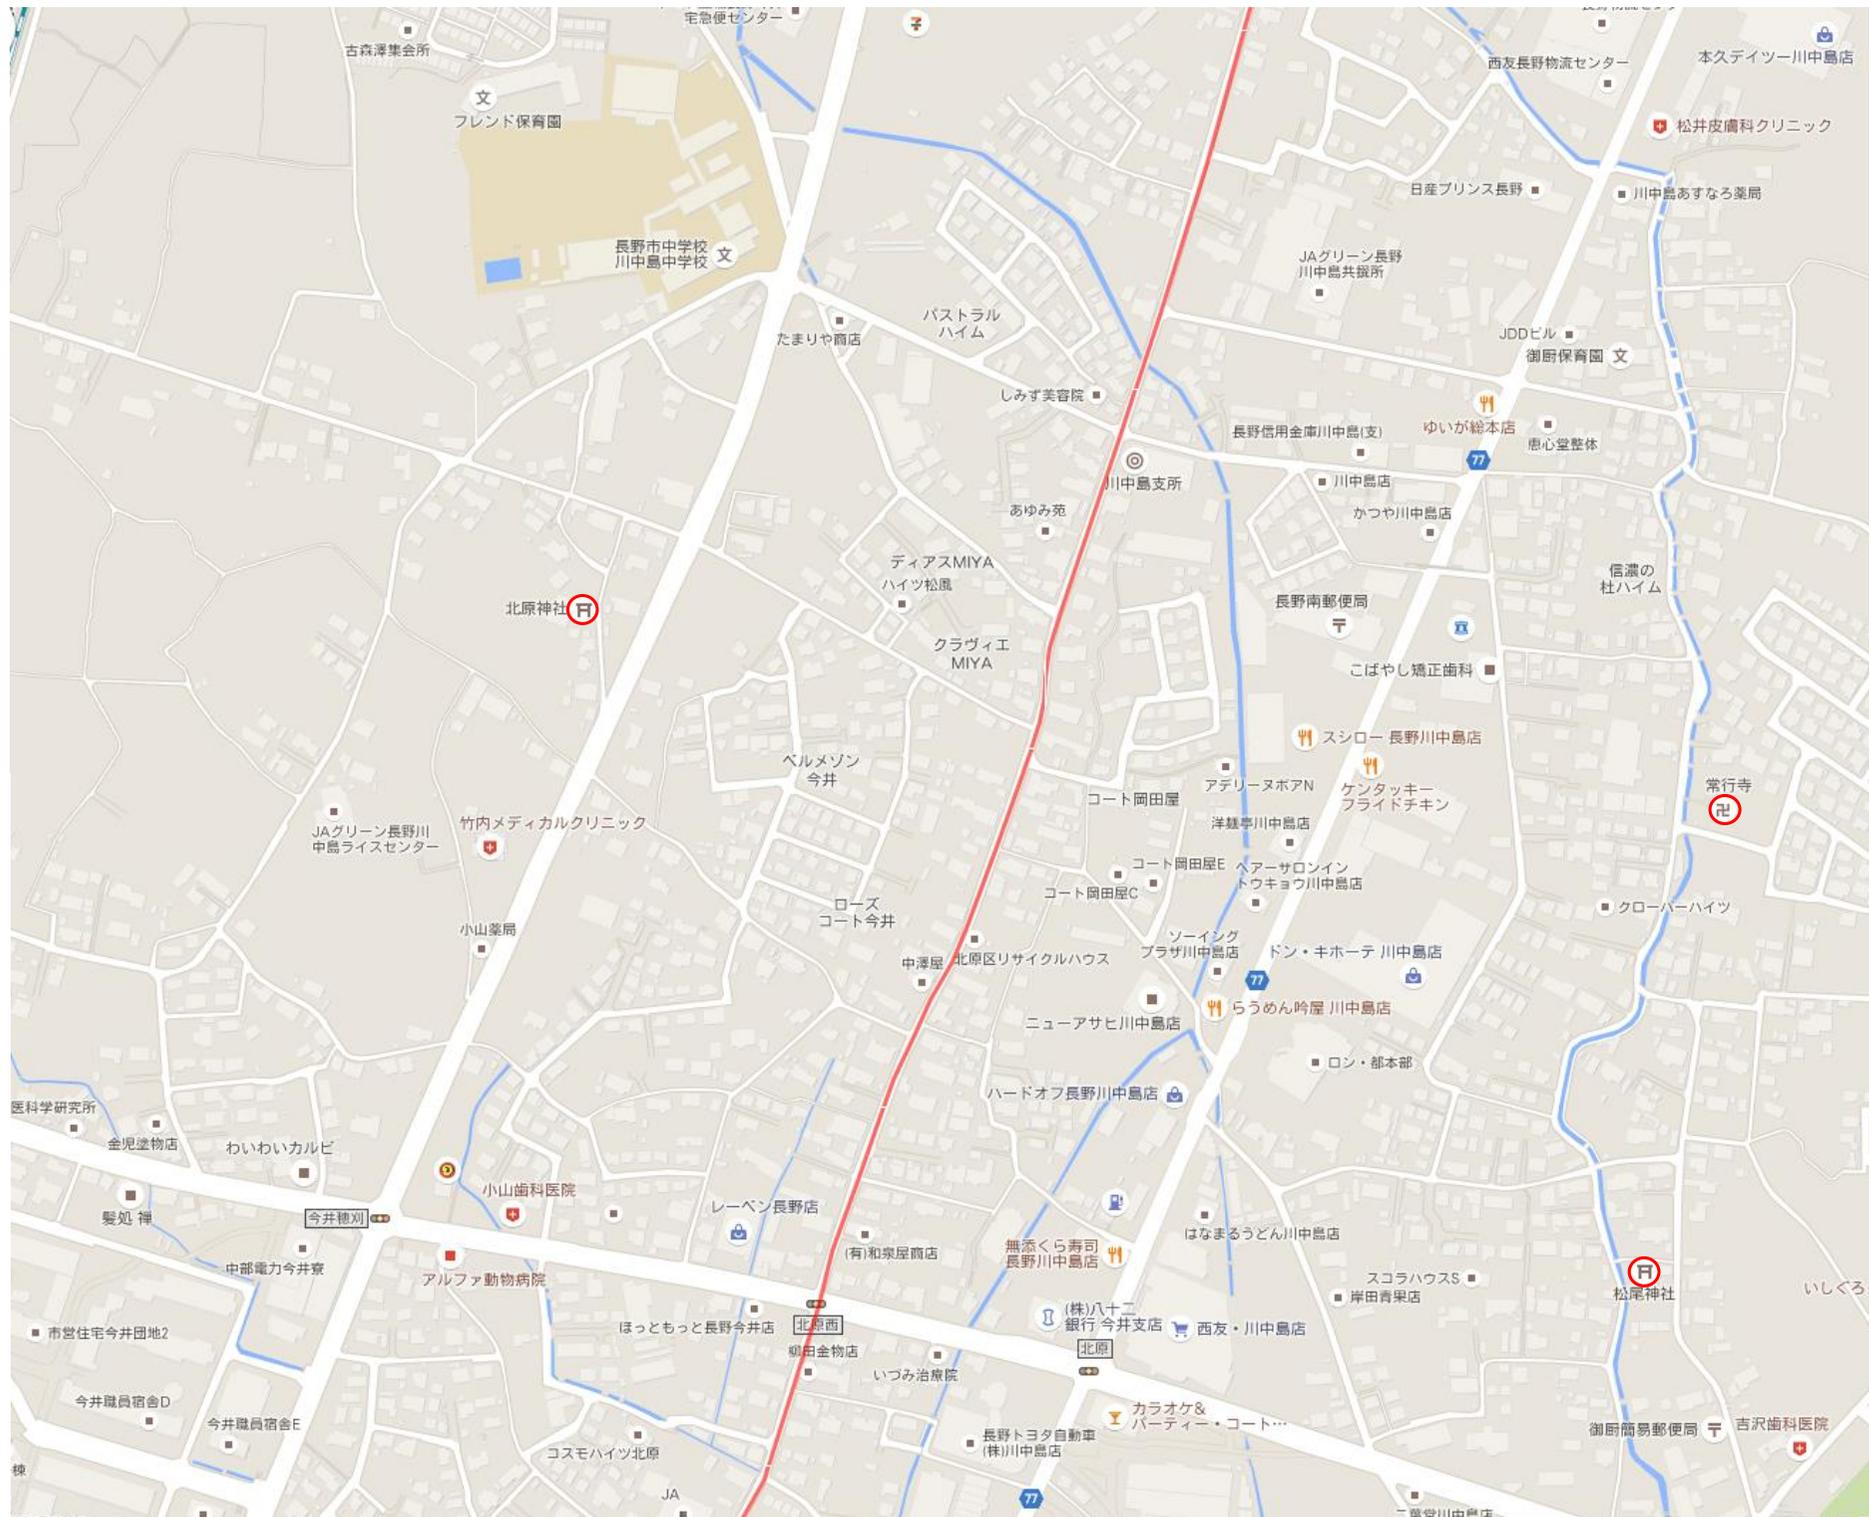 宅急便センター
古森澤集会所
フレンド保育園
西友長野物流センター
本久デイツー川中島店
松井皮膚科クリニック
日産プリンス長野
川中島あすなろ薬局
長野市中学校
川中島中学校
JAグリーン長野
川中島共撰所
たまりや商店
パストラル
ハイム
JDDビル
御厨保育園
しみず美容院
ゆいが総本店
恵心堂整体
長野信用金庫川中島(支)
77
川中島支所
川中島店
かつや川中島店
あゆみ苑
ディアスMIYA
ハイツ松風
信濃の
杜ハイム
北原神社
長野南郵便局
クラヴィエ
MIYA
こばやし矯正歯科
スシロー 長野川中島店
ベルメゾン
今井
アデリーヌボアN
コート岡田屋
ケンタッキー
フライドチキン
常行寺
竹内メディカルクリニック
JAグリーン長野川
中島ライスセンター
洋麺亭川中島店
コート岡田屋E
ヘアーサロンイン
トウキョウ川中島店
コート岡田屋C
ローズ
コート今井
クローバーハイツ
小山薬局
ソーイング
プラザ川中島店
ドン・キホーテ 川中島店
中澤屋
北原区リサイクルハウス
77
らうめん吟屋 川中島店
ニューアサヒ川中島店
ロン・都本部
ハードオフ長野川中島店
医科学研究所
金児塗物店
わいわいカルビ
小山歯科医院
髪処 禅
今井穂刈
レーベン長野店
はなまるうどん川中島店
(有)和泉屋商店
無添くら寿司
長野川中島店
中部電力今井寮
アルファ動物病院
スコラハウスS
岸田青果店
松尾神社
いしぐろ
市営住宅今井団地2
ほっともっと長野今井店
北原西
(株)八十二
銀行 今井支店
西友・川中島店
北原
柳田金物店
いづみ治療院
今井職員宿舎D
今井職員宿舎E
カラオケ&
パーティー・コート…
長野トヨタ自動車
(株)川中島店
御厨簡易郵便局
吉沢歯科医院
コスモハイツ北原
棟
JA
77